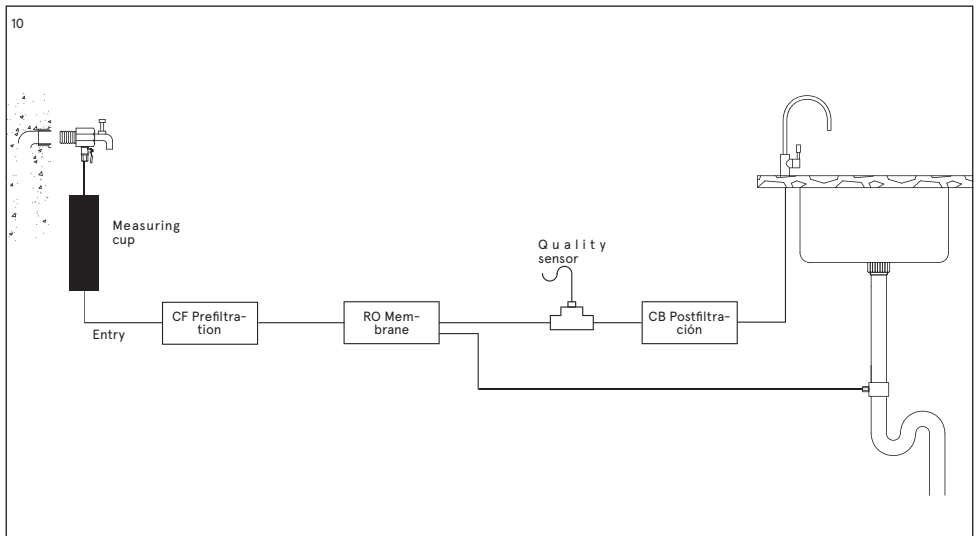 10
Measuring
cup
Quality
sensor
Entry
CF Prefiltra-
tion
RO Mem-
brane
CB Postfiltra-
ción